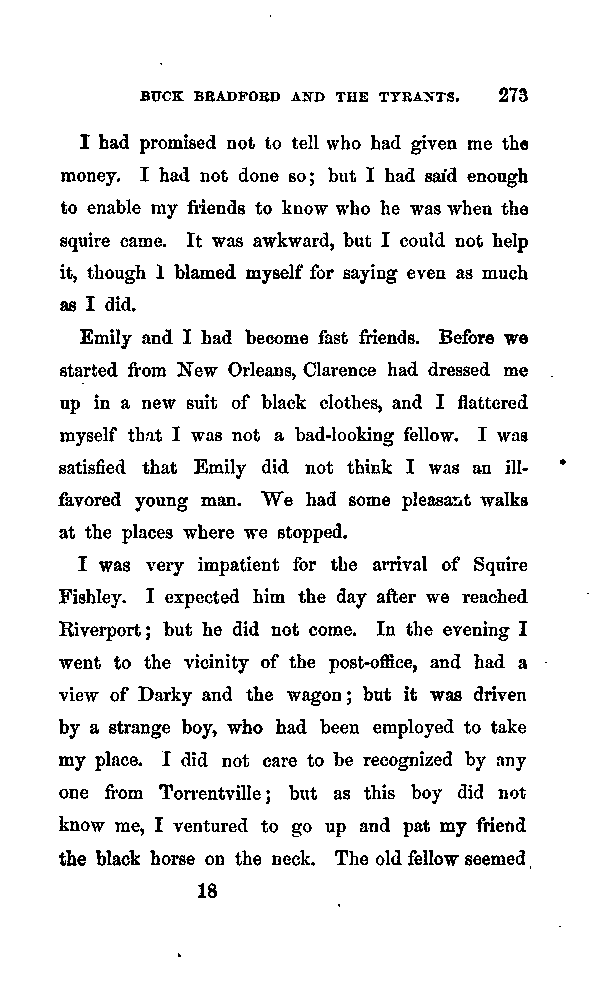 BUCK BRADFORD AND THE TYRANTS. 273
I had promised not to tell who had given me the
money. I had not done so; but I had said enough
to enable my friends to know who he was when the
squire came. It was awkward, but I could not help
it, though I blamed myself for saying even as much
as I did.
Emily and I had become fast friends. Before we
started from New Orleans, Clarence had dressed me
up in a new suit of black clothes, and I flattered
myself that I was not a bad-looking fellow. I was
satisfied that Emily did not think I was an ill-
favored young man. We had some pleasant walks
at the places where we stopped.
I was very impatient for the arrival of Squire
Fishley. I expected him the day after we reached
Riverport; but he did not come. In the evening I
went to the vicinity of the post-office, and had a
view of Darky and the wagon; but it was driven
by a strange boy, who had been employed to take
my place. I did not care to be recognized by any
one from Torrentville; but as this boy did not
know me, I ventured to go up and pat my friend
the black horse on the neck. The old fellow seemed
18